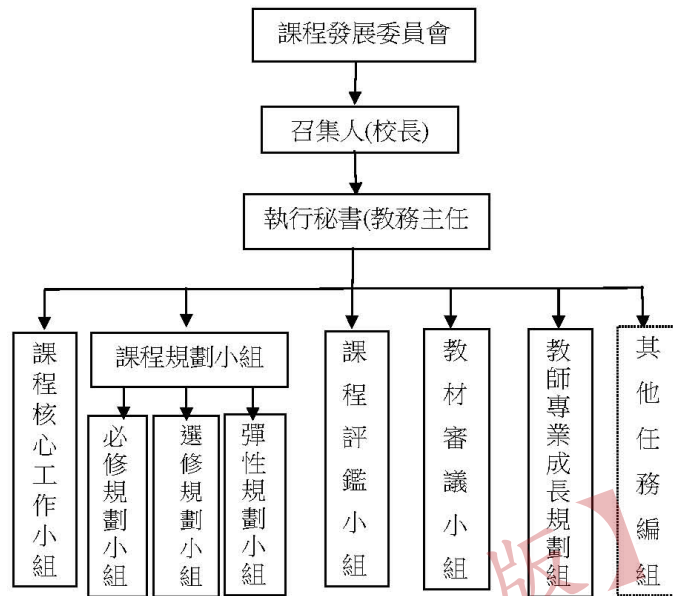 課程發展委員會
召集人(校長)
執行秘書(教務主任
課程核心工作小組
課程規劃小組
必修規劃小組
選修規劃小組
彈性規劃小組
課程評鑑小組
教材審議小組
教師專業成長規劃組
其他任務編組
版】